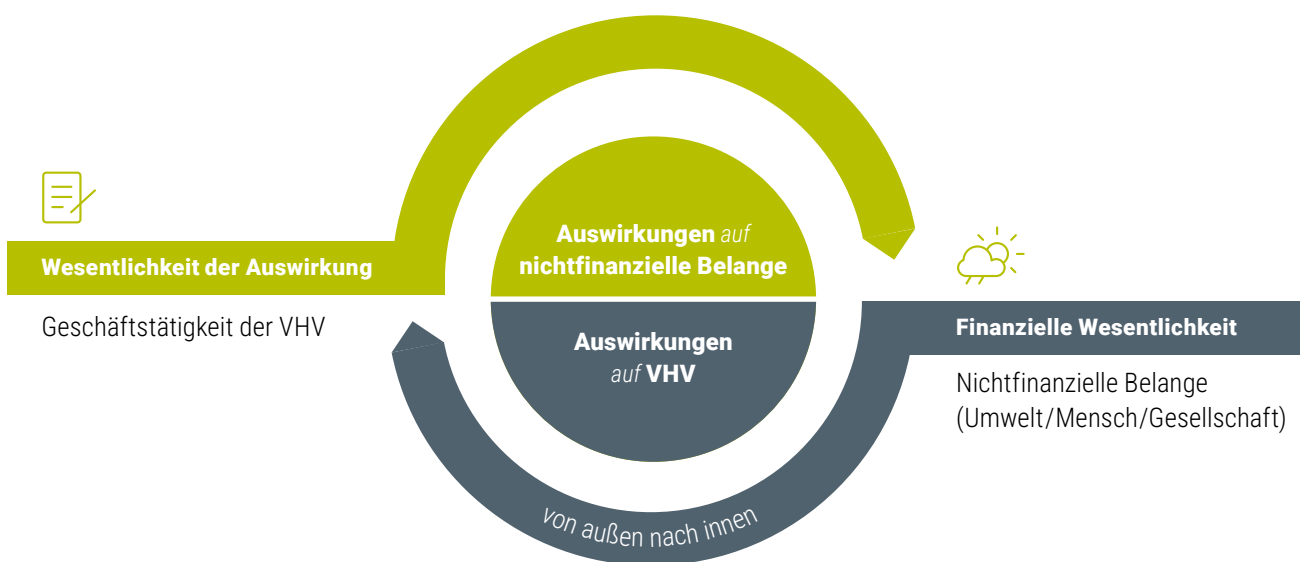 Wesentlichkeit der Auswirkung
Geschäftstätigkeit der VHV
Auswirkungen auf
nichtfinanzielle Belange
Auswirkungen
auf VHV
Finanzielle Wesentlichkeit
Nichtfinanzielle Belange
(Umwelt/Mensch/Gesellschaft)
von außen nach innen